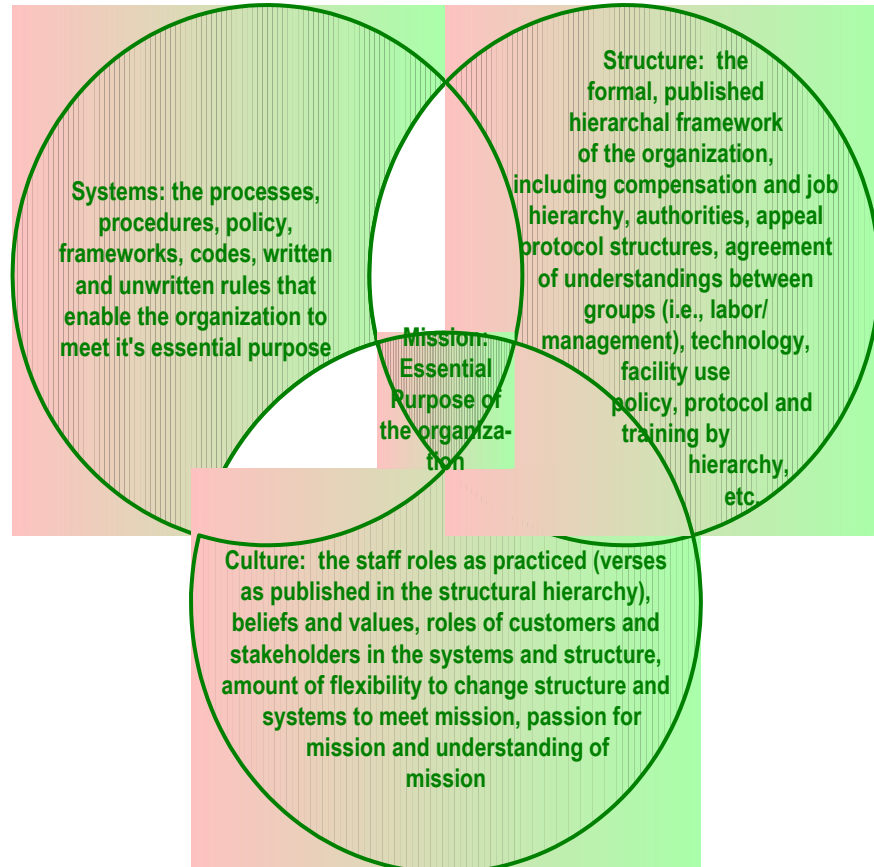 Systems: the processes,
procedures, policy,
frameworks, codes, written
and unwritten rules that
enable the organization to
meet it's essential purpose
Structure: the
formal, published
hierarchal framework
of the organization,
including compensation and job
hierarchy, authorities, appeal
protocol structures, agreement
of understandings between
groups (i.e., labor/
management), technology,
facility use
policy, protocol and
training by
hierarchy,
etc.
Mission:
Essential
Purpose of
the organiza-
tion
Culture: the staff roles as practiced (verses
as published in the structural hierarchy),
beliefs and values, roles of customers and
stakeholders in the systems and structure,
amount of flexibility to change structure and
systems to meet mission, passion for
mission and understanding of
mission